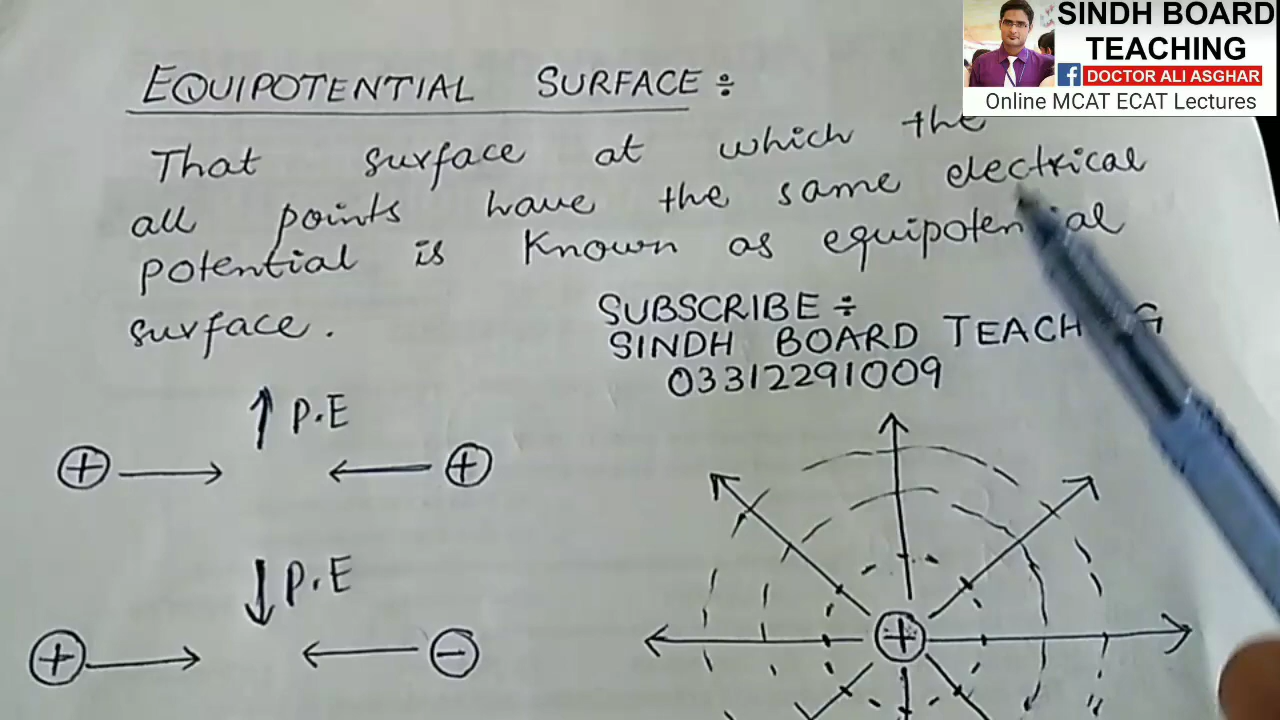 SINDH BOARD
TEACHING
f DOCTOR ALI ASGHAR
Online MCAT ECAT Lectures
EQUIPOTENTIAL SURFACE ÷
That surface at which the
all points have the same electrical
potential is known as equipotential
surface.
SUBSCRIBE ÷
SINDH BOARD TEACHING
03312291009
↑ P.E
+ → ← +
↓ P.E
+ → ← −
+